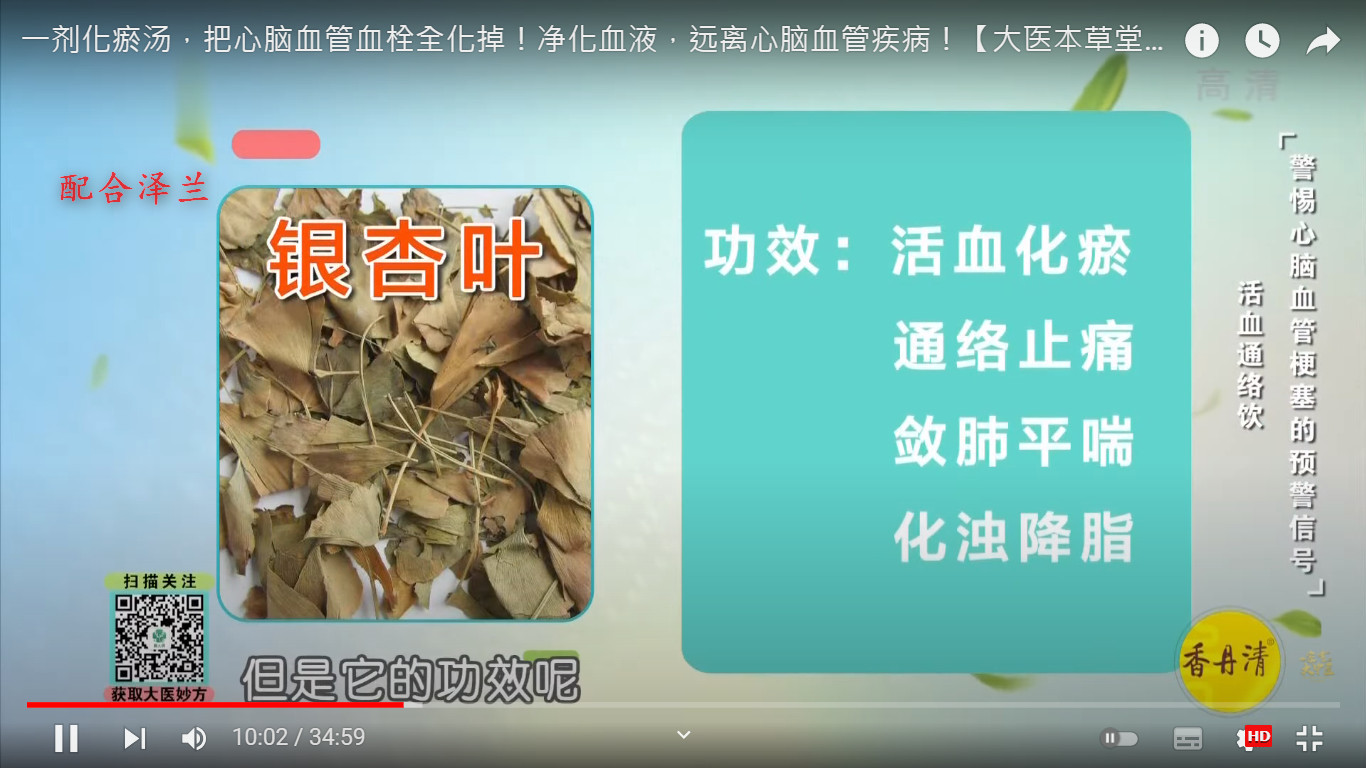 一剂化瘀汤，把心脑血管血栓全化掉！净化血液，远离心脑血管疾病！【大医本草堂...
高清
配合泽兰
银杏叶
功效：活血化瘀
通络止痛
敛肺平喘
化浊降脂
「警惕心脑血管梗塞的预警信号」
活血通络饮
扫描关注
获取大医妙方
但是它的功效呢
香丹清®
10:02 / 34:59
HD